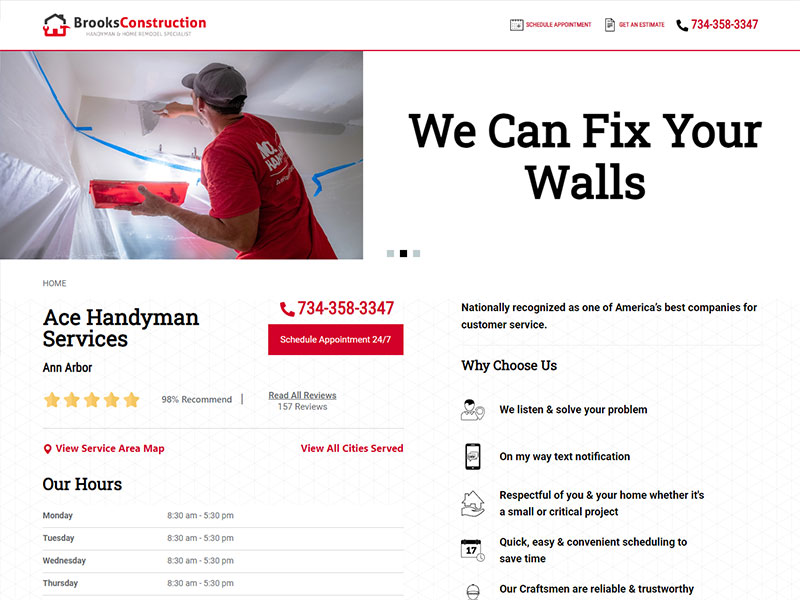 BrooksConstruction
HANDYMAN & HOME REMODEL SPECIALIST
SCHEDULE APPOINTMENT
GET AN ESTIMATE
734-358-3347
We Can Fix Your
Walls
HOME
Ace Handyman
Services
Ann Arbor
734-358-3347
Schedule Appointment 24/7
98% Recommend |
Read All Reviews
157 Reviews
View Service Area Map
View All Cities Served
Our Hours
Monday 8:30 am - 5:30 pm
Tuesday 8:30 am - 5:30 pm
Wednesday 8:30 am - 5:30 pm
Thursday 8:30 am - 5:30 pm
Nationally recognized as one of America's best companies for
customer service.
Why Choose Us
We listen & solve your problem
On my way text notification
Respectful of you & your home whether it's
a small or critical project
17
Quick, easy & convenient scheduling to
save time
Our Craftsmen are reliable & trustworthy